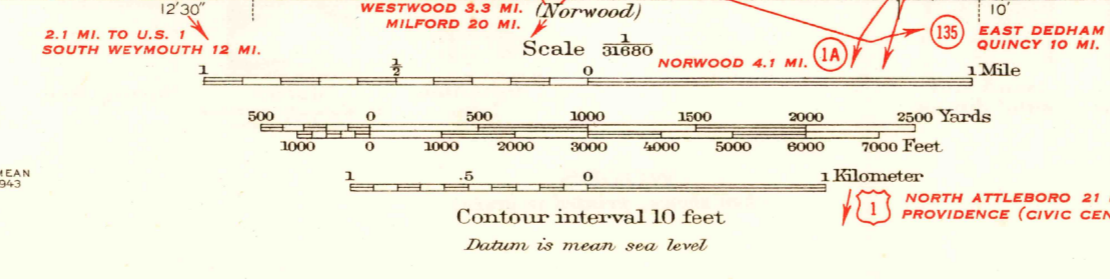 12'30"
WESTWOOD 3.3 MI.
MILFORD 20 MI.
(Norwood)
10'
2.1 MI. TO U.S. 1
SOUTH WEYMOUTH 12 MI.
Scale 1/31680
NORWOOD 4.1 MI.
1A
135
EAST DEDHAM
QUINCY 10 MI.
1 1/2 0 1 Mile
500 0 500 1000 1500 2000 2500 Yards
1000 0 1000 2000 3000 4000 5000 6000 7000 Feet
MEAN
943
1 .5 0 1 Kilometer
1
NORTH ATTLEBORO 21
PROVIDENCE (CIVIC CEN
Contour interval 10 feet
Datum is mean sea level